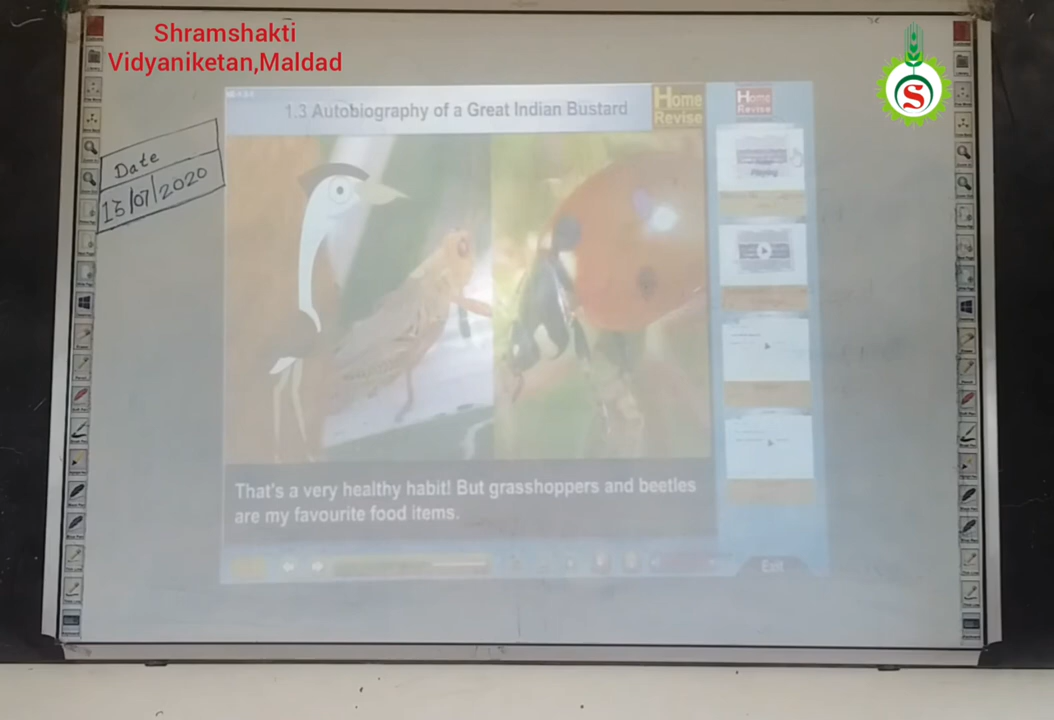 Shramshakti
Vidyaniketan,Maldad
S
Date
13/07/2020
1.3 Autobiography of a Great Indian Bustard
Home
Revise
Home
Revise
Playing
That's a very healthy habit! But grasshoppers and beetles
are my favourite food items.
Exit